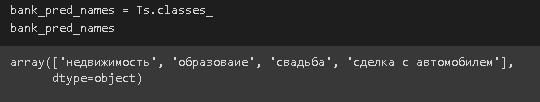 bank_pred_names = Ts.classes_
bank_pred_names
array(['недвижимость', 'образоваие', 'свадьба', 'сделка с автомобилем'],
dtype=object)